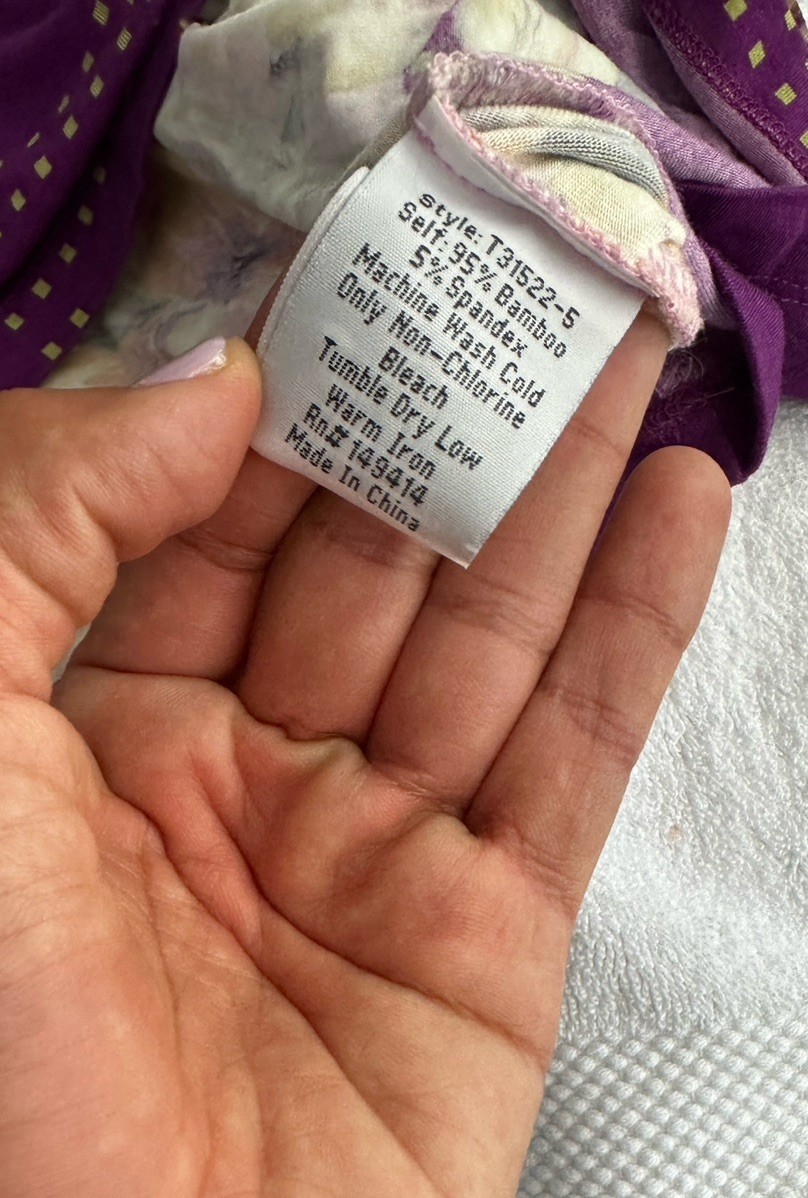 Style: T31522-5
Self: 95% Bamboo
5% Spandex
Machine Wash Cold
Only Non-Chlorine
Bleach
Tumble Dry Low
Warm Iron
Rn# 149414
Made In China